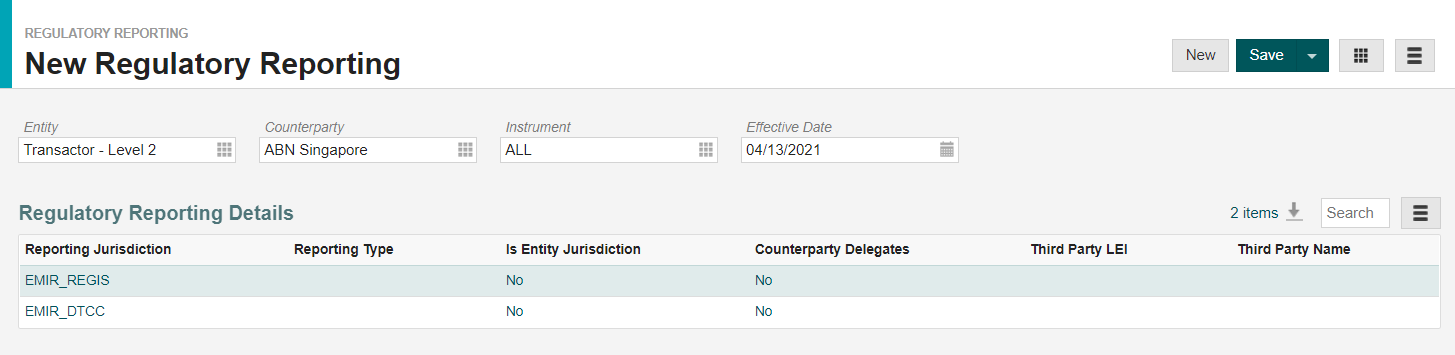 REGULATORY REPORTING
New Regulatory Reporting
New Save
Entity Counterparty Instrument Effective Date
Transactor - Level 2 ABN Singapore ALL 04/13/2021
Regulatory Reporting Details 2 items Search
Reporting Jurisdiction Reporting Type Is Entity Jurisdiction Counterparty Delegates Third Party LEI Third Party Name
EMIR_REGIS No No
EMIR_DTCC No No